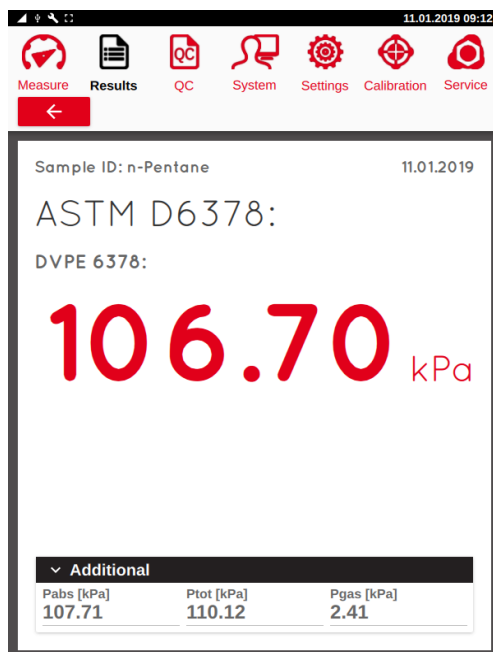 11.01.2019 09:12
Measure Results QC System Settings Calibration Service
QC
Sample ID: n-Pentane 11.01.2019
ASTM D6378:
DVPE 6378:
106.70 kPa
Additional
Pabs [kPa] Ptot [kPa] Pgas [kPa]
107.71 110.12 2.41